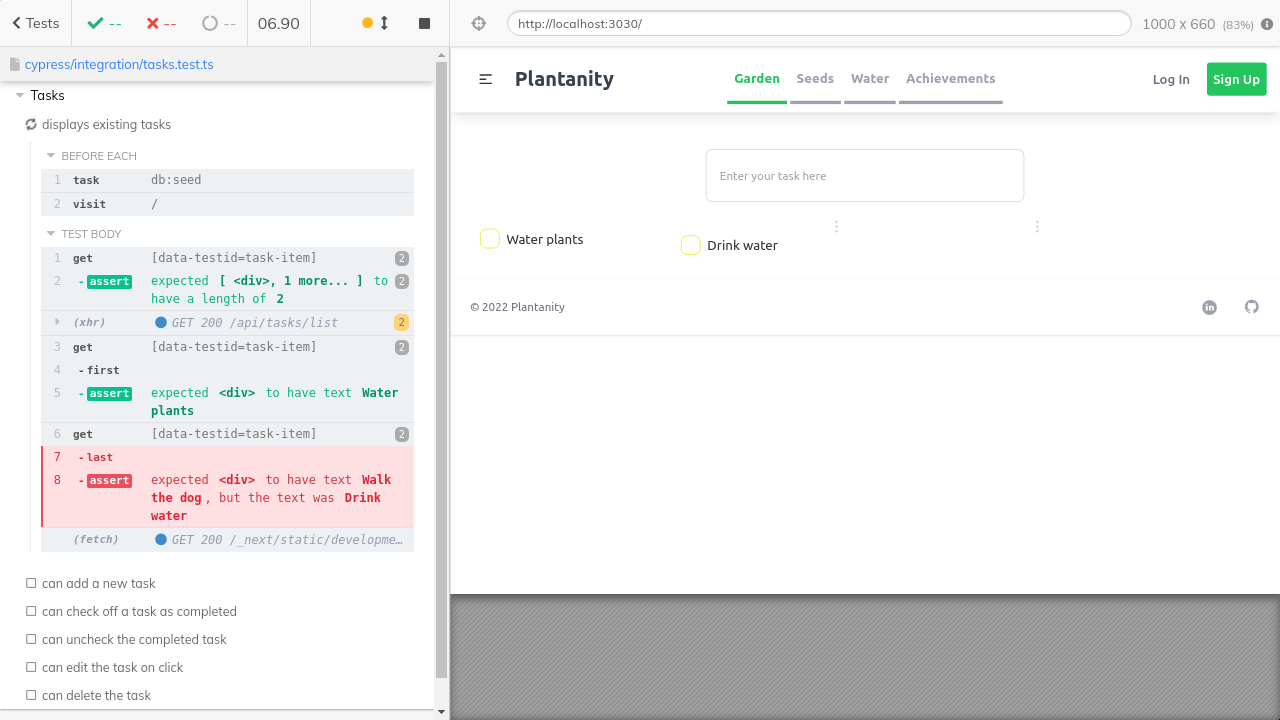 Tests
--
--
--
06.90
http://localhost:3030/
1000 x 660 (83%)
cypress/integration/tasks.test.ts
Tasks
displays existing tasks
BEFORE EACH
1 task db:seed
2 visit /
TEST BODY
1 get [data-testid=task-item] 2
2 -assert expected [ <div>, 1 more... ] to 2
have a length of 2
(xhr) GET 200 /api/tasks/list 2
3 get [data-testid=task-item] 2
4 -first
5 -assert expected <div> to have text Water
plants
6 get [data-testid=task-item] 2
7 -last
8 -assert expected <div> to have text Walk
the dog, but the text was Drink
water
(fetch) GET 200 /_next/static/developme…
can add a new task
can check off a task as completed
can uncheck the completed task
can edit the task on click
can delete the task
Plantanity
Garden Seeds Water Achievements
Log In
Sign Up
Enter your task here
Water plants
Drink water
© 2022 Plantanity